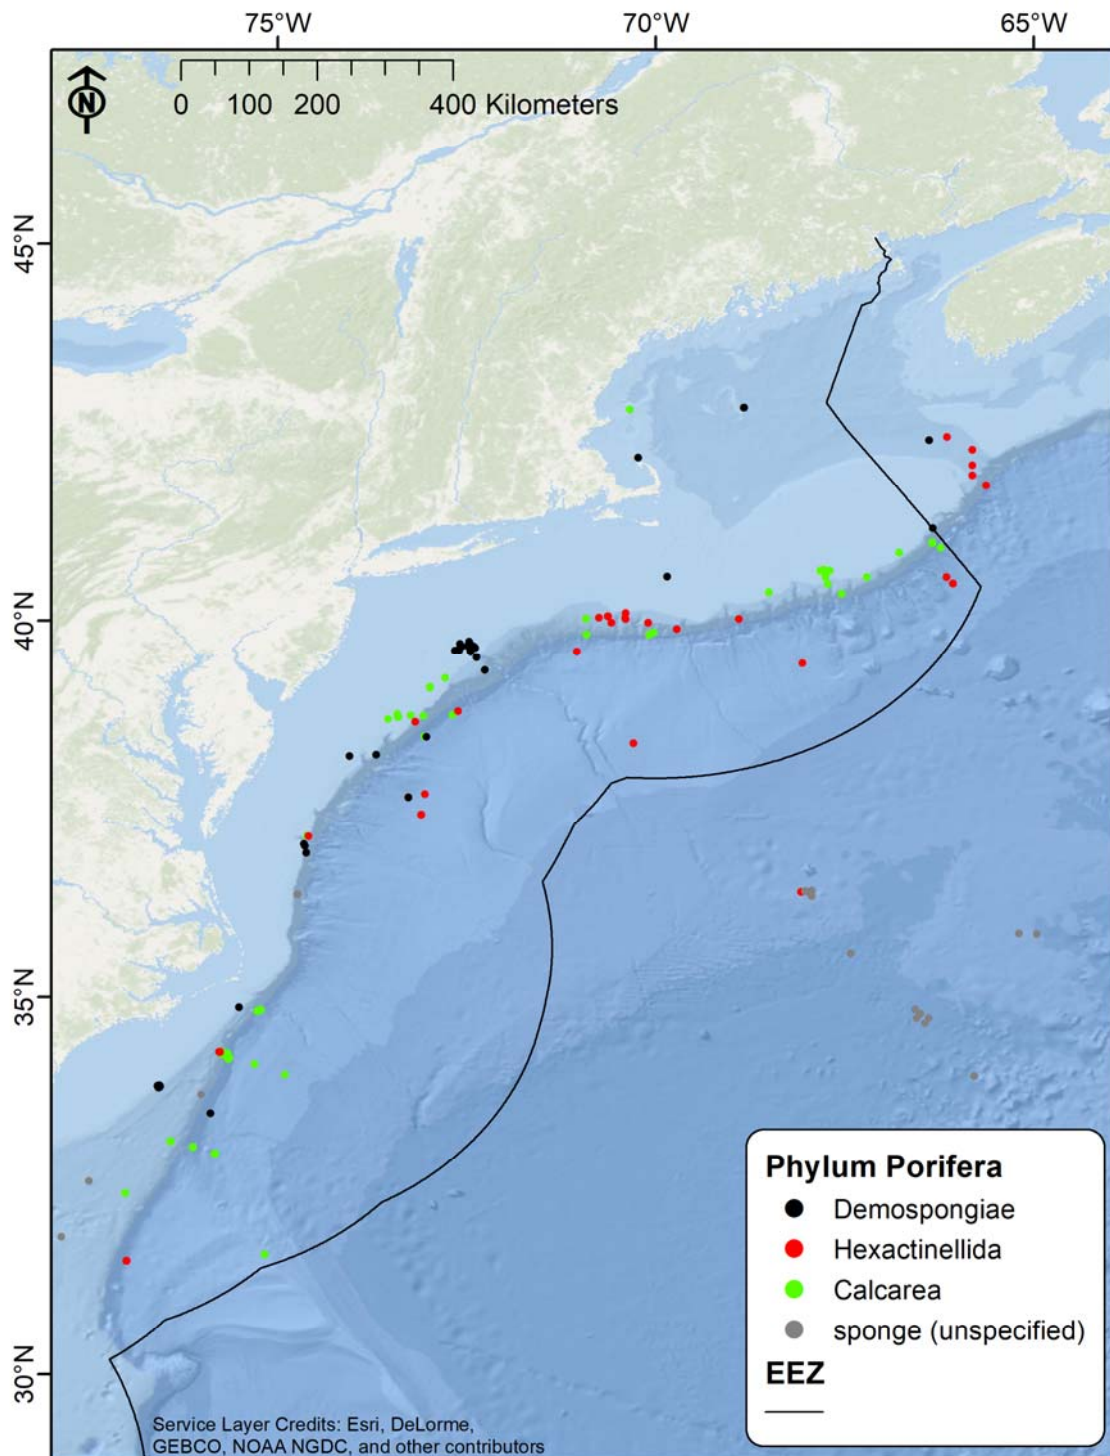 75°W 70°W 65°W
N
0 100 200 400 Kilometers
45°N
40°N
35°N
30°N
Phylum Porifera
Demospongiae
Hexactinellida
Calcarea
sponge (unspecified)
EEZ
Service Layer Credits: Esri, DeLorme,
GEBCO, NOAA NGDC, and other contributors